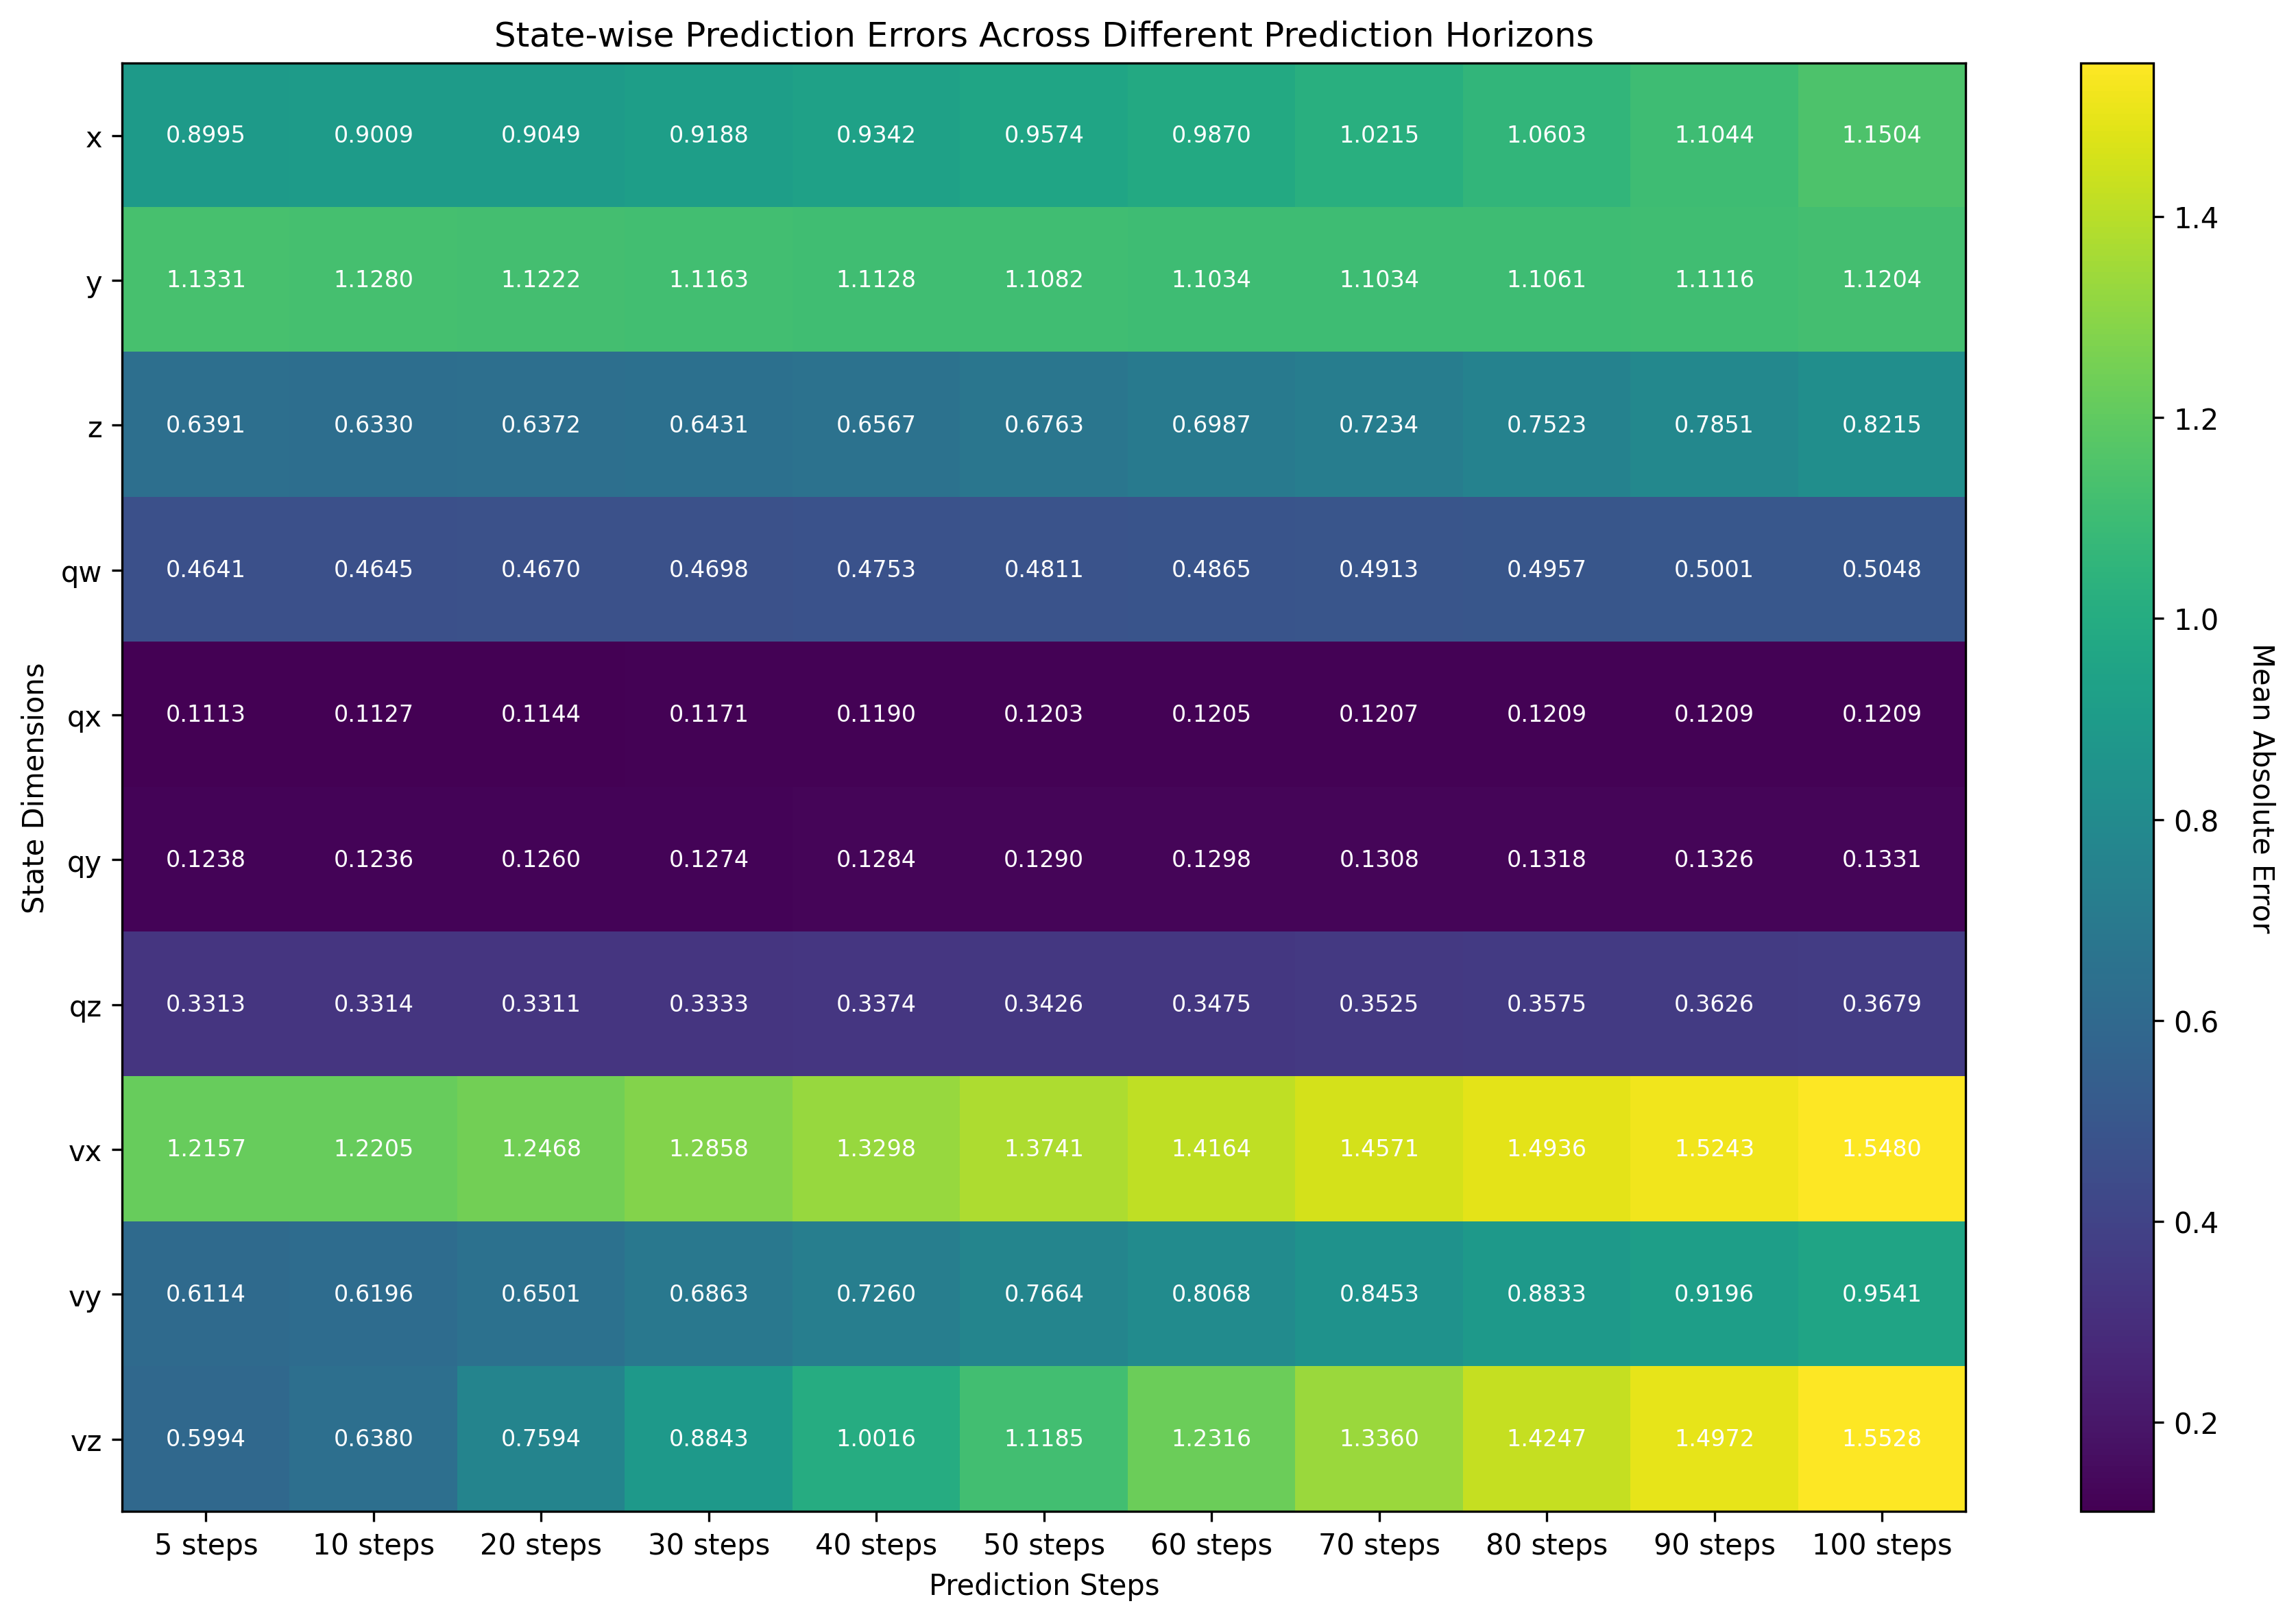 State-wise Prediction Errors Across Different Prediction Horizons
x 0.8995 0.9009 0.9049 0.9188 0.9342 0.9574 0.9870 1.0215 1.0603 1.1044 1.1504
y 1.1331 1.1280 1.1222 1.1163 1.1128 1.1082 1.1034 1.1034 1.1061 1.1116 1.1204
z 0.6391 0.6330 0.6372 0.6431 0.6567 0.6763 0.6987 0.7234 0.7523 0.7851 0.8215
qw 0.4641 0.4645 0.4670 0.4698 0.4753 0.4811 0.4865 0.4913 0.4957 0.5001 0.5048
qx 0.1113 0.1127 0.1144 0.1171 0.1190 0.1203 0.1205 0.1207 0.1209 0.1209 0.1209
qy 0.1238 0.1236 0.1260 0.1274 0.1284 0.1290 0.1298 0.1308 0.1318 0.1326 0.1331
qz 0.3313 0.3314 0.3311 0.3333 0.3374 0.3426 0.3475 0.3525 0.3575 0.3626 0.3679
vx 1.2157 1.2205 1.2468 1.2858 1.3298 1.3741 1.4164 1.4571 1.4936 1.5243 1.5480
vy 0.6114 0.6196 0.6501 0.6863 0.7260 0.7664 0.8068 0.8453 0.8833 0.9196 0.9541
vz 0.5994 0.6380 0.7594 0.8843 1.0016 1.1185 1.2316 1.3360 1.4247 1.4972 1.5528
5 steps 10 steps 20 steps 30 steps 40 steps 50 steps 60 steps 70 steps 80 steps 90 steps 100 steps
Prediction Steps
State Dimensions
1.4
1.2
1.0
0.8
0.6
0.4
0.2
Mean Absolute Error